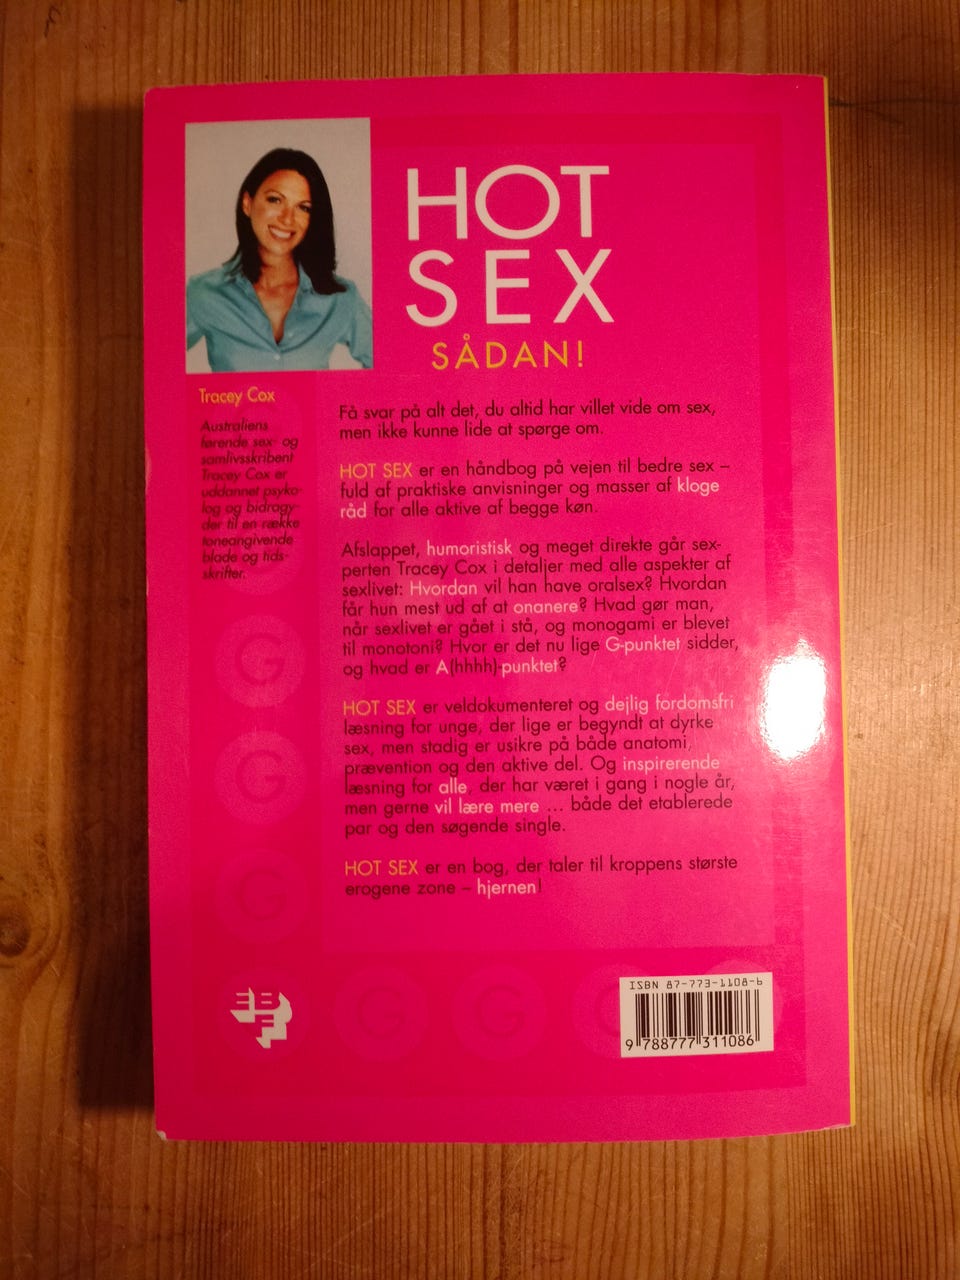 HOT
SEX
SÅDAN!
Tracey Cox
Australiens
førende sex- og
samlivsskribent
Tracey Cox er
uddannet psyko-
log og bidragy-
der til en række
toneangivende
blade og tids-
skrifter.
Få svar på alt det, du altid har villet vide om sex,
men ikke kunne lide at spørge om.
HOT SEX er en håndbog på vejen til bedre sex –
fuld af praktiske anvisninger og masser af kloge
råd for alle aktive af begge køn.
Afslappet, humoristisk og meget direkte går sex-
perten Tracey Cox i detaljer med alle aspekter af
sexlivet: Hvordan vil han have oralsex? Hvordan
får hun mest ud af at onanere? Hvad gør man,
når sexlivet er gået i stå, og monogami er blevet
til monotoni? Hvor er det nu lige G-punktet sidder,
og hvad er A(hhhh)-punktet?
HOT SEX er veldokumenteret og dejlig fordomsfri
læsning for unge, der lige er begyndt at dyrke
sex, men stadig er usikre på både anatomi,
prævention og den aktive del. Og inspirerende
læsning for alle, der har været i gang i nogle år,
men gerne vil lære mere ... både det etablerede
par og den søgende single.
HOT SEX er en bog, der taler til kroppens største
erogene zone – hjernen!
G
G
G
G
G
EBF
ISBN 87-773-1108-6
9 788777 311086